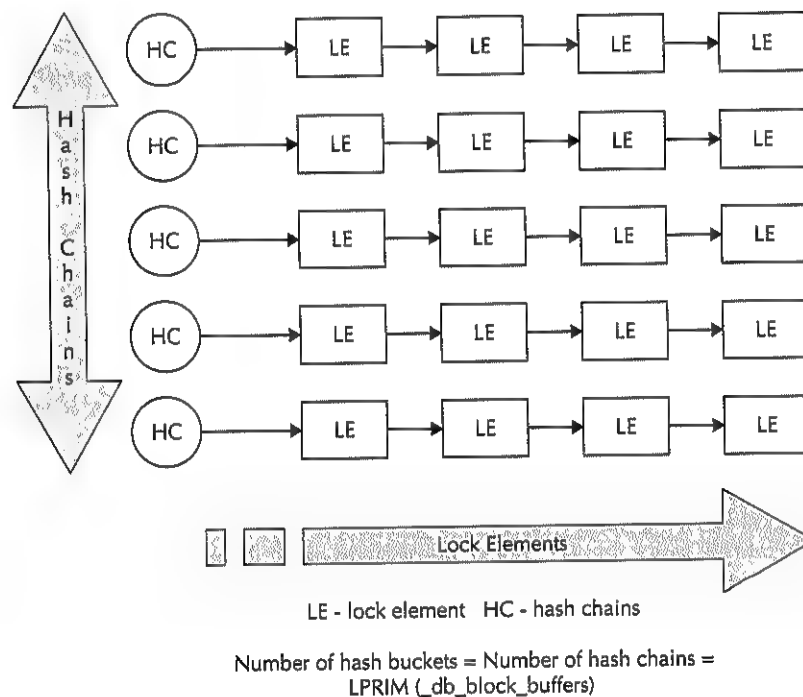 HC LE LE LE LE
HC LE LE LE LE
HC LE LE LE LE
HC LE LE LE LE
HC LE LE LE LE
Hash Chains
Lock Elements
LE - lock element HC - hash chains
Number of hash buckets = Number of hash chains =
LPRIM (_db_block_buffers)